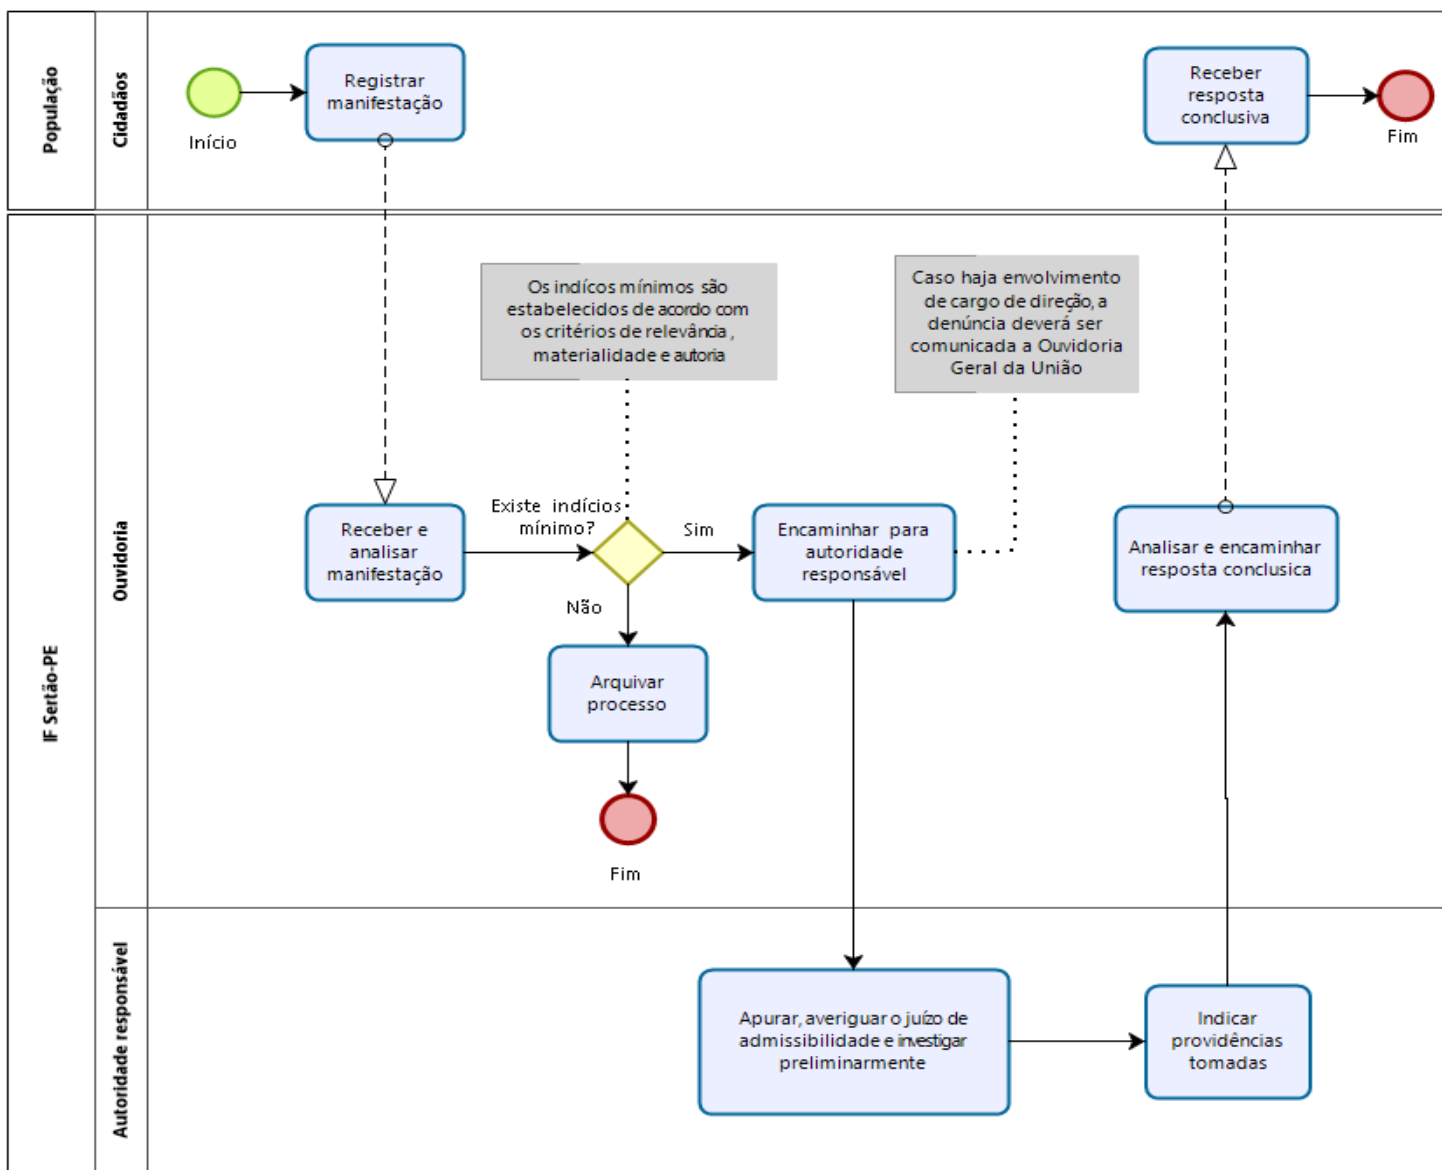 População
Cidadãos
Início
Registrar
manifestação
Receber
resposta
conclusiva
Fim
IF Sertão-PE
Ouvidoria
Os indícos mínimos são
estabelecidos de acordo com
os critérios de relevância,
materialidade e autoria
Caso haja envolvimento
de cargo de direção, a
denúncia deverá ser
comunicada a Ouvidoria
Geral da União
Receber e
analisar
manifestação
Existe indícios
mínimo?
Sim
Não
Encaminhar para
autoridade
responsável
Analisar e encaminhar
resposta conclusica
Arquivar
processo
Fim
Autoridade responsável
Apurar, averiguar o juízo de
admissibilidade e investigar
preliminarmente
Indicar
providências
tomadas